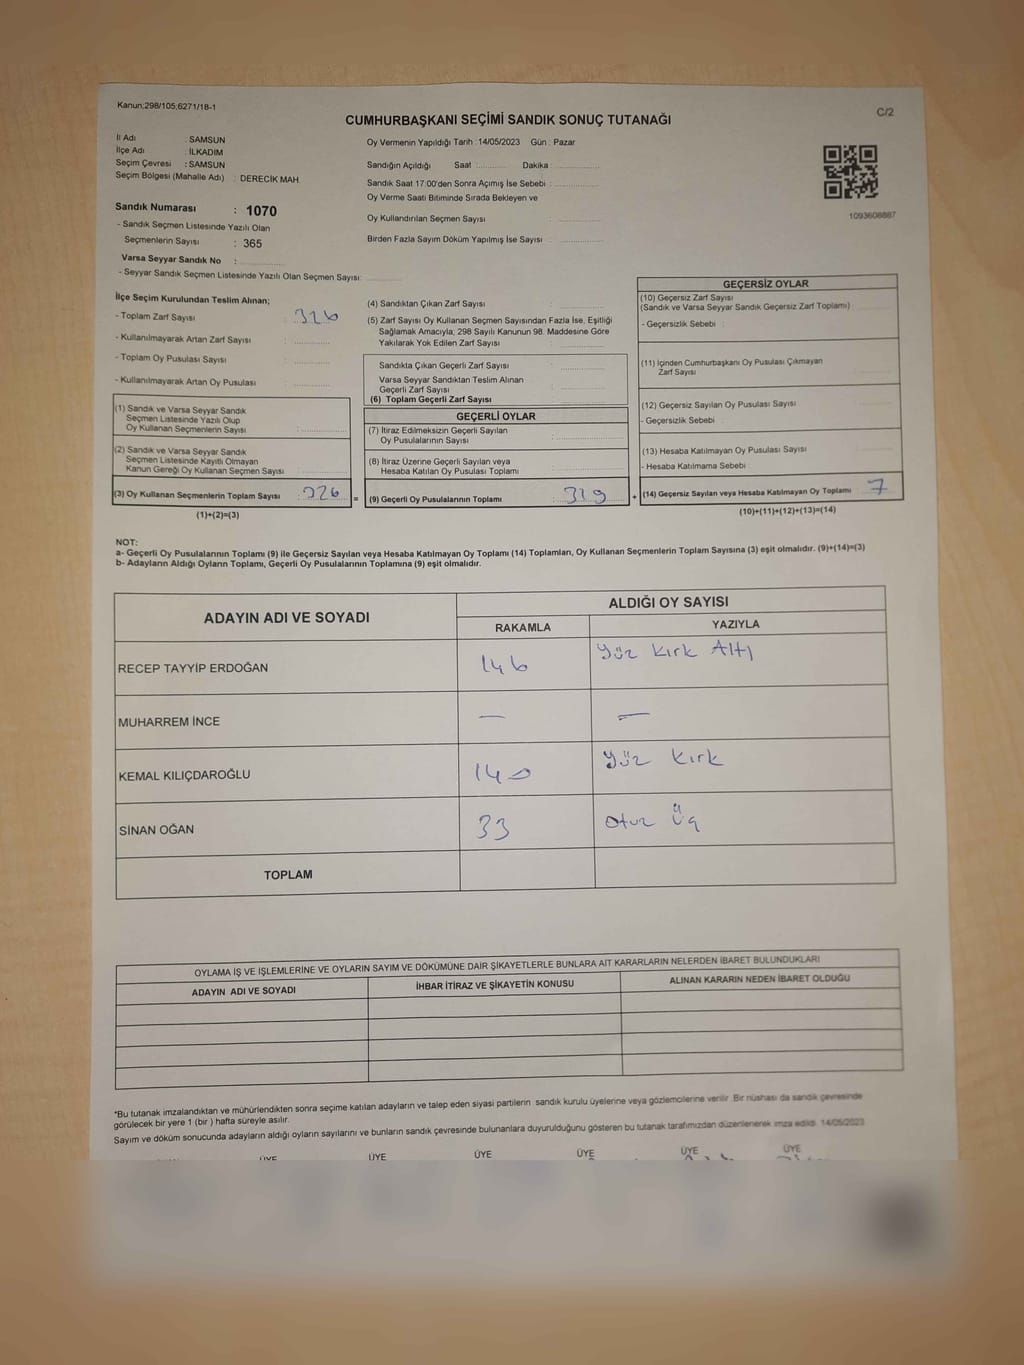 Kanun;298/105,6271/18-1
C/2
CUMHURBAŞKANI SEÇİMİ SANDIK SONUÇ TUTANAĞI
İl Adı : SAMSUN
İlçe Adı : İLKADIM
Seçim Çevresi : SAMSUN
Seçim Bölgesi (Mahalle Adı) : DERECİK MAH.
Sandık Numarası : 1070
- Sandık Seçmen Listesinde Yazılı Olan
Seçmenlerin Sayısı : 365
Varsa Seyyar Sandık No :
- Seyyar Sandık Seçmen Listesinde Yazılı Olan Seçmen Sayısı:
Oy Vermenin Yapıldığı Tarih : 14/05/2023 Gün : Pazar
Sandığın Açıldığı Saat Dakika
Sandık Saat 17:00'den Sonra Açımış İse Sebebi :
Oy Verme Saati Bitiminde Sırada Bekleyen ve
Oy Kullandırılan Seçmen Sayısı :
Birden Fazla Sayım Döküm Yapılmış İse Sayısı :
1093608887
İlçe Seçim Kurulundan Teslim Alınan;
- Toplam Zarf Sayısı : 326
- Kullanılmayarak Artan Zarf Sayısı :
- Toplam Oy Pusulası Sayısı :
- Kullanılmayarak Artan Oy Pusulası :
(1) Sandık ve Varsa Seyyar Sandık
Seçmen Listesinde Yazılı Olup
Oy Kullanan Seçmenlerin Sayısı :
(2) Sandık ve Varsa Seyyar Sandık
Seçmen Listesinde Kayıtlı Olmayan
Kanun Gereği Oy Kullanan Seçmen Sayısı :
(3) Oy Kullanan Seçmenlerin Toplam Sayısı : 326
(1)+(2)=(3)
(4) Sandıktan Çıkan Zarf Sayısı :
(5) Zarf Sayısı Oy Kullanan Seçmen Sayısından Fazla İse, Eşitliği
Sağlamak Amacıyla; 298 Sayılı Kanunun 98. Maddesine Göre
Yakılarak Yok Edilen Zarf Sayısı :
Sandıkta Çıkan Geçerli Zarf Sayısı :
Varsa Seyyar Sandıktan Teslim Alınan
Geçerli Zarf Sayısı :
(6) Toplam Geçerli Zarf Sayısı :
GEÇERLİ OYLAR
(7) İtiraz Edilmeksizin Geçerli Sayılan
Oy Pusulalarının Sayısı :
(8) İtiraz Üzerine Geçerli Sayılan veya
Hesaba Katılan Oy Pusulası Toplamı :
= (9) Geçerli Oy Pusulalarının Toplamı : 319
GEÇERSİZ OYLAR
(10) Geçersiz Zarf Sayısı
(Sandık ve Varsa Seyyar Sandık Geçersiz Zarf Toplamı) :
- Geçersizlik Sebebi :
(11) İçinden Cumhurbaşkanı Oy Pusulası Çıkmayan
Zarf Sayısı
(12) Geçersiz Sayılan Oy Pusulası Sayısı :
- Geçersizlik Sebebi :
(13) Hesaba Katılmayan Oy Pusulası Sayısı :
- Hesaba Katılmama Sebebi :
+ (14) Geçersiz Sayılan veya Hesaba Katılmayan Oy Toplamı : 7
(10)+(11)+(12)+(13)=(14)
NOT:
a- Geçerli Oy Pusulalarının Toplamı (9) ile Geçersiz Sayılan veya Hesaba Katılmayan Oy Toplamı (14) Toplamları, Oy Kullanan Seçmenlerin Toplam Sayısına (3) eşit olmalıdır. (9)+(14)=(3)
b- Adayların Aldığı Oyların Toplamı, Geçerli Oy Pusulalarının Toplamına (9) eşit olmalıdır.
ADAYIN ADI VE SOYADI ALDIĞI OY SAYISI
RAKAMLA YAZIYLA
RECEP TAYYİP ERDOĞAN 146 Yüz Kırk Altı
MUHARREM İNCE — —
KEMAL KILIÇDAROĞLU 140 Yüz Kırk
SİNAN OĞAN 33 Otuz Üç
TOPLAM
OYLAMA İŞ VE İŞLEMLERİNE VE OYLARIN SAYIM VE DÖKÜMÜNE DAİR ŞİKAYETLERLE BUNLARA AİT KARARLARIN NELERDEN İBARET BULUNDUKLARI
ADAYIN ADI VE SOYADI İHBAR İTİRAZ VE ŞİKAYETİN KONUSU ALINAN KARARIN NEDEN İBARET OLDUĞU
*Bu tutanak imzalandıktan ve mühürlendikten sonra seçime katılan adayların ve talep eden siyasi partilerin sandık kurulu üyelerine veya gözlemcilerine verilir. Bir nüshası da sandık çevresinde
görülecek bir yere 1 (bir ) hafta süreyle asılır.
Sayım ve döküm sonucunda adayların aldığı oyların sayılarını ve bunların sandık çevresinde bulunanlara duyurulduğunu gösteren bu tutanak tarafımızdan düzenlenerek imza edildi. 14/05/2023
ÜYE ÜYE ÜYE ÜYE ÜYE ÜYE